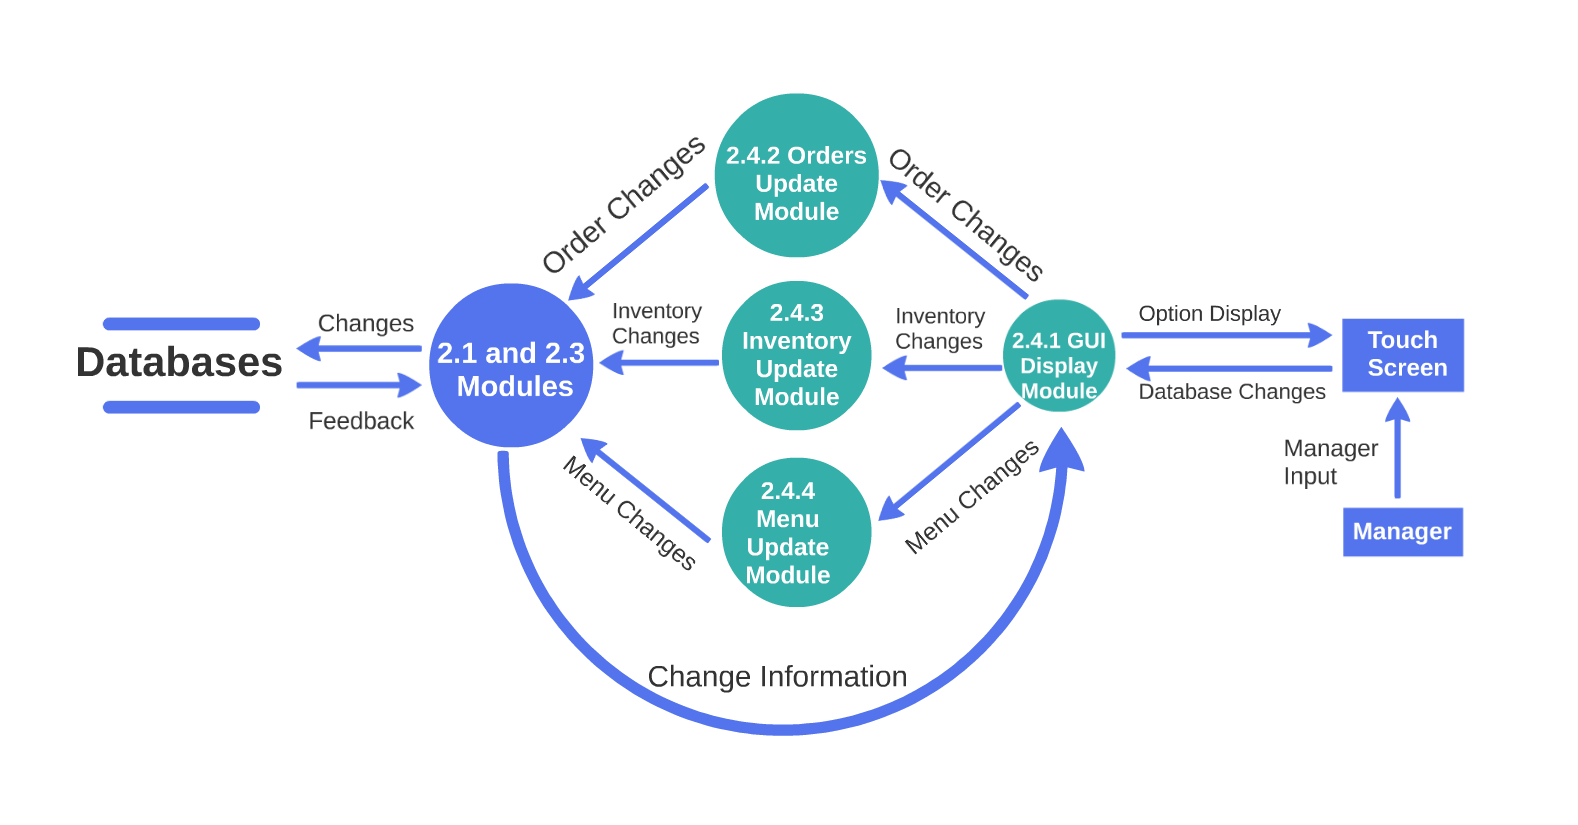 2.4.2 Orders
Update
Module
Order Changes
Order Changes
Databases
Changes
Feedback
2.1 and 2.3
Modules
Inventory
Changes
2.4.3
Inventory
Update
Module
Inventory
Changes
2.4.1 GUI
Display
Module
Option Display
Database Changes
Touch
Screen
Manager
Input
Manager
Menu Changes
2.4.4
Menu
Update
Module
Menu Changes
Change Information